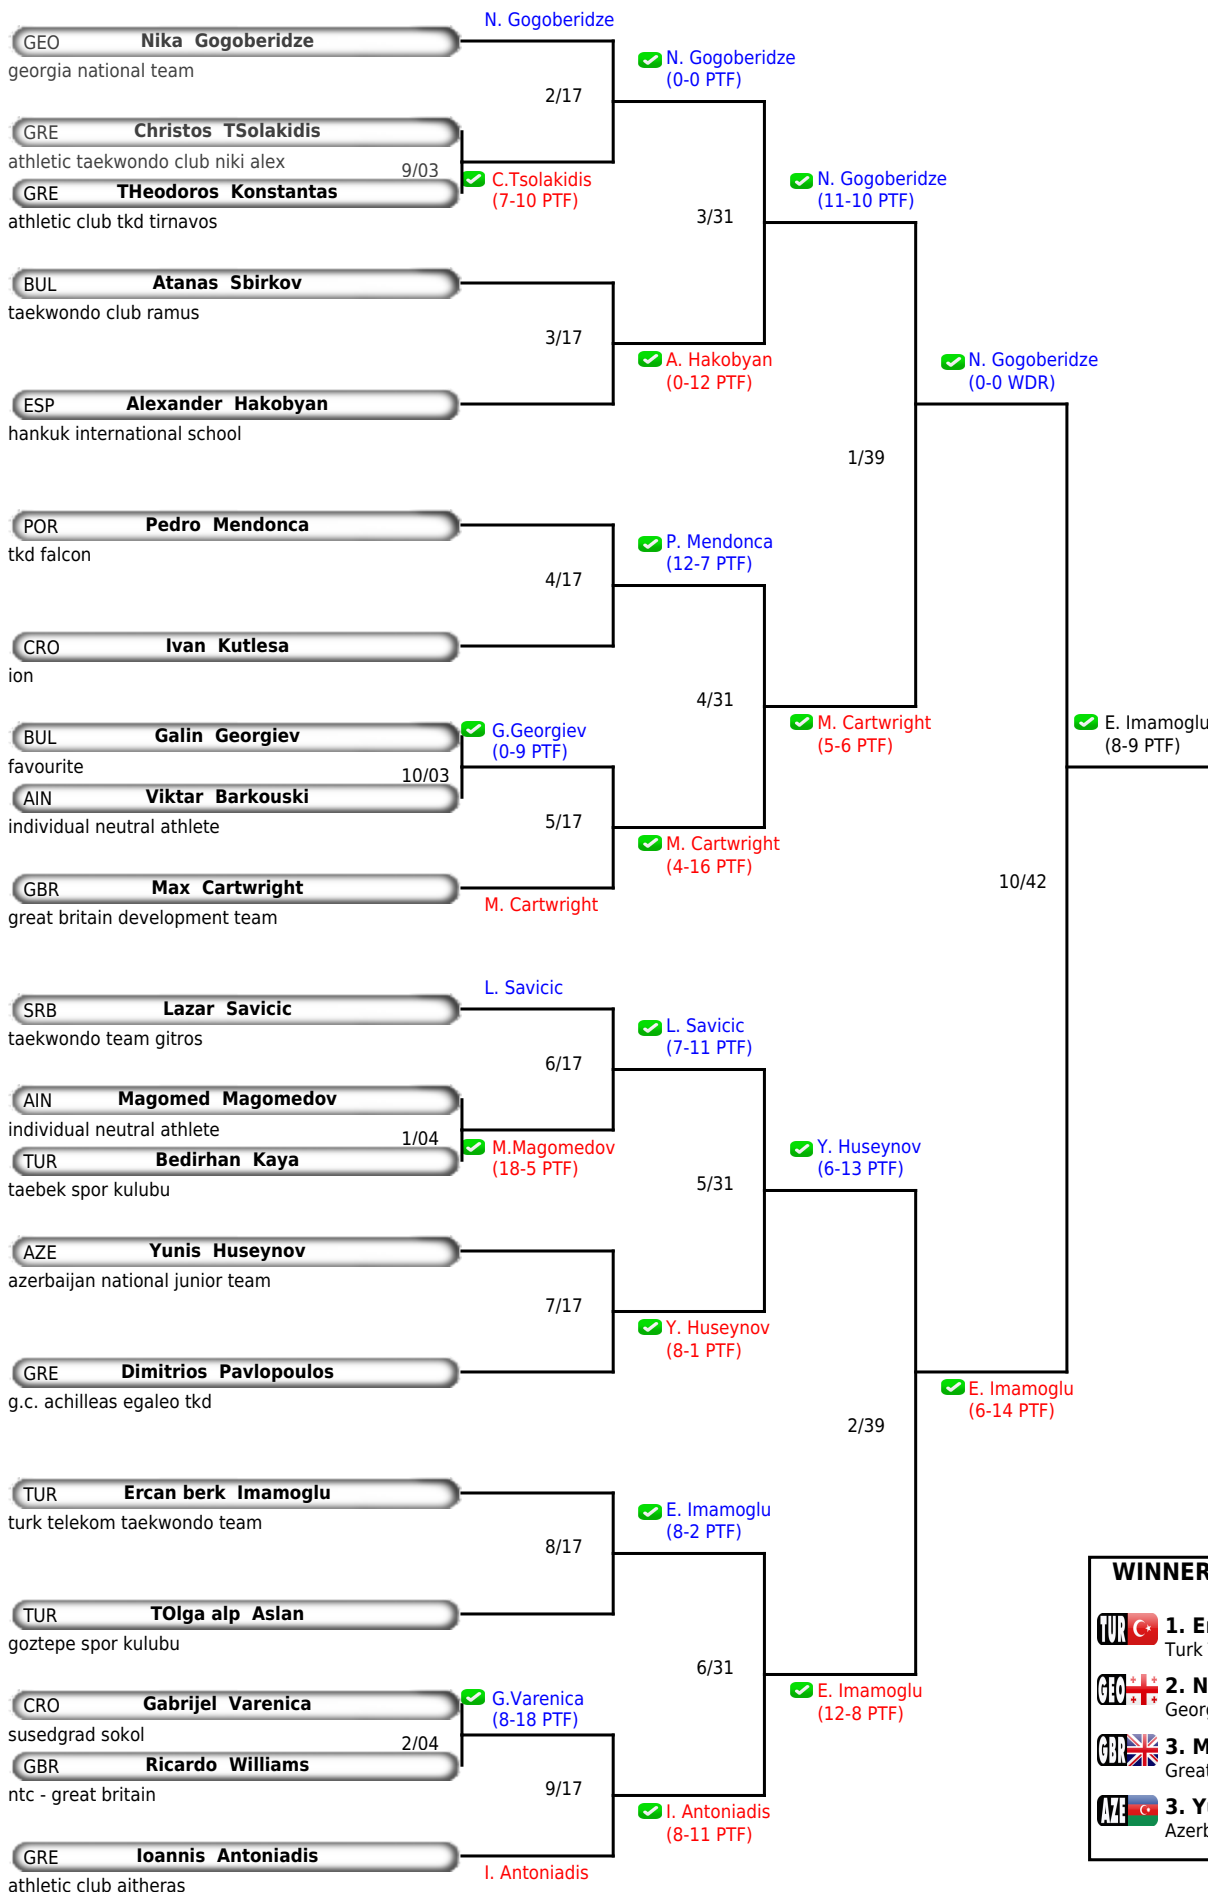 N. Gogoberidze
GEO Nika Gogoberidze
georgia national team
N. Gogoberidze
(0-0 PTF)
2/17
GRE Christos TSolakidis
athletic taekwondo club niki alex
9/03
GRE THeodoros Konstantas
athletic club tkd tirnavos
C.Tsolakidis
(7-10 PTF)
N. Gogoberidze
(11-10 PTF)
3/31
BUL Atanas Sbirkov
taekwondo club ramus
3/17
A. Hakobyan
(0-12 PTF)
ESP Alexander Hakobyan
hankuk international school
N. Gogoberidze
(0-0 WDR)
1/39
POR Pedro Mendonca
tkd falcon
P. Mendonca
(12-7 PTF)
4/17
CRO Ivan Kutlesa
ion
4/31
M. Cartwright
(5-6 PTF)
BUL Galin Georgiev
favourite
G.Georgiev
(0-9 PTF)
10/03
AIN Viktar Barkouski
individual neutral athlete
5/17
M. Cartwright
(4-16 PTF)
GBR Max Cartwright
great britain development team
M. Cartwright
E. Imamoglu
(8-9 PTF)
10/42
L. Savicic
SRB Lazar Savicic
taekwondo team gitros
L. Savicic
(7-11 PTF)
6/17
AIN Magomed Magomedov
individual neutral athlete
1/04
TUR Bedirhan Kaya
taebek spor kulubu
M.Magomedov
(18-5 PTF)
Y. Huseynov
(6-13 PTF)
5/31
AZE Yunis Huseynov
azerbaijan national junior team
7/17
Y. Huseynov
(8-1 PTF)
GRE Dimitrios Pavlopoulos
g.c. achilleas egaleo tkd
E. Imamoglu
(6-14 PTF)
2/39
TUR Ercan berk Imamoglu
turk telekom taekwondo team
E. Imamoglu
(8-2 PTF)
8/17
TUR TOlga alp Aslan
goztepe spor kulubu
6/31
E. Imamoglu
(12-8 PTF)
CRO Gabrijel Varenica
susedgrad sokol
G.Varenica
(8-18 PTF)
2/04
GBR Ricardo Williams
ntc - great britain
9/17
I. Antoniadis
(8-11 PTF)
GRE Ioannis Antoniadis
athletic club aitheras
I. Antoniadis
WINNER
TUR 1. Er
Turk
GEO 2. N
Georg
GBR 3. M
Great
AZE 3. Yu
Azerb